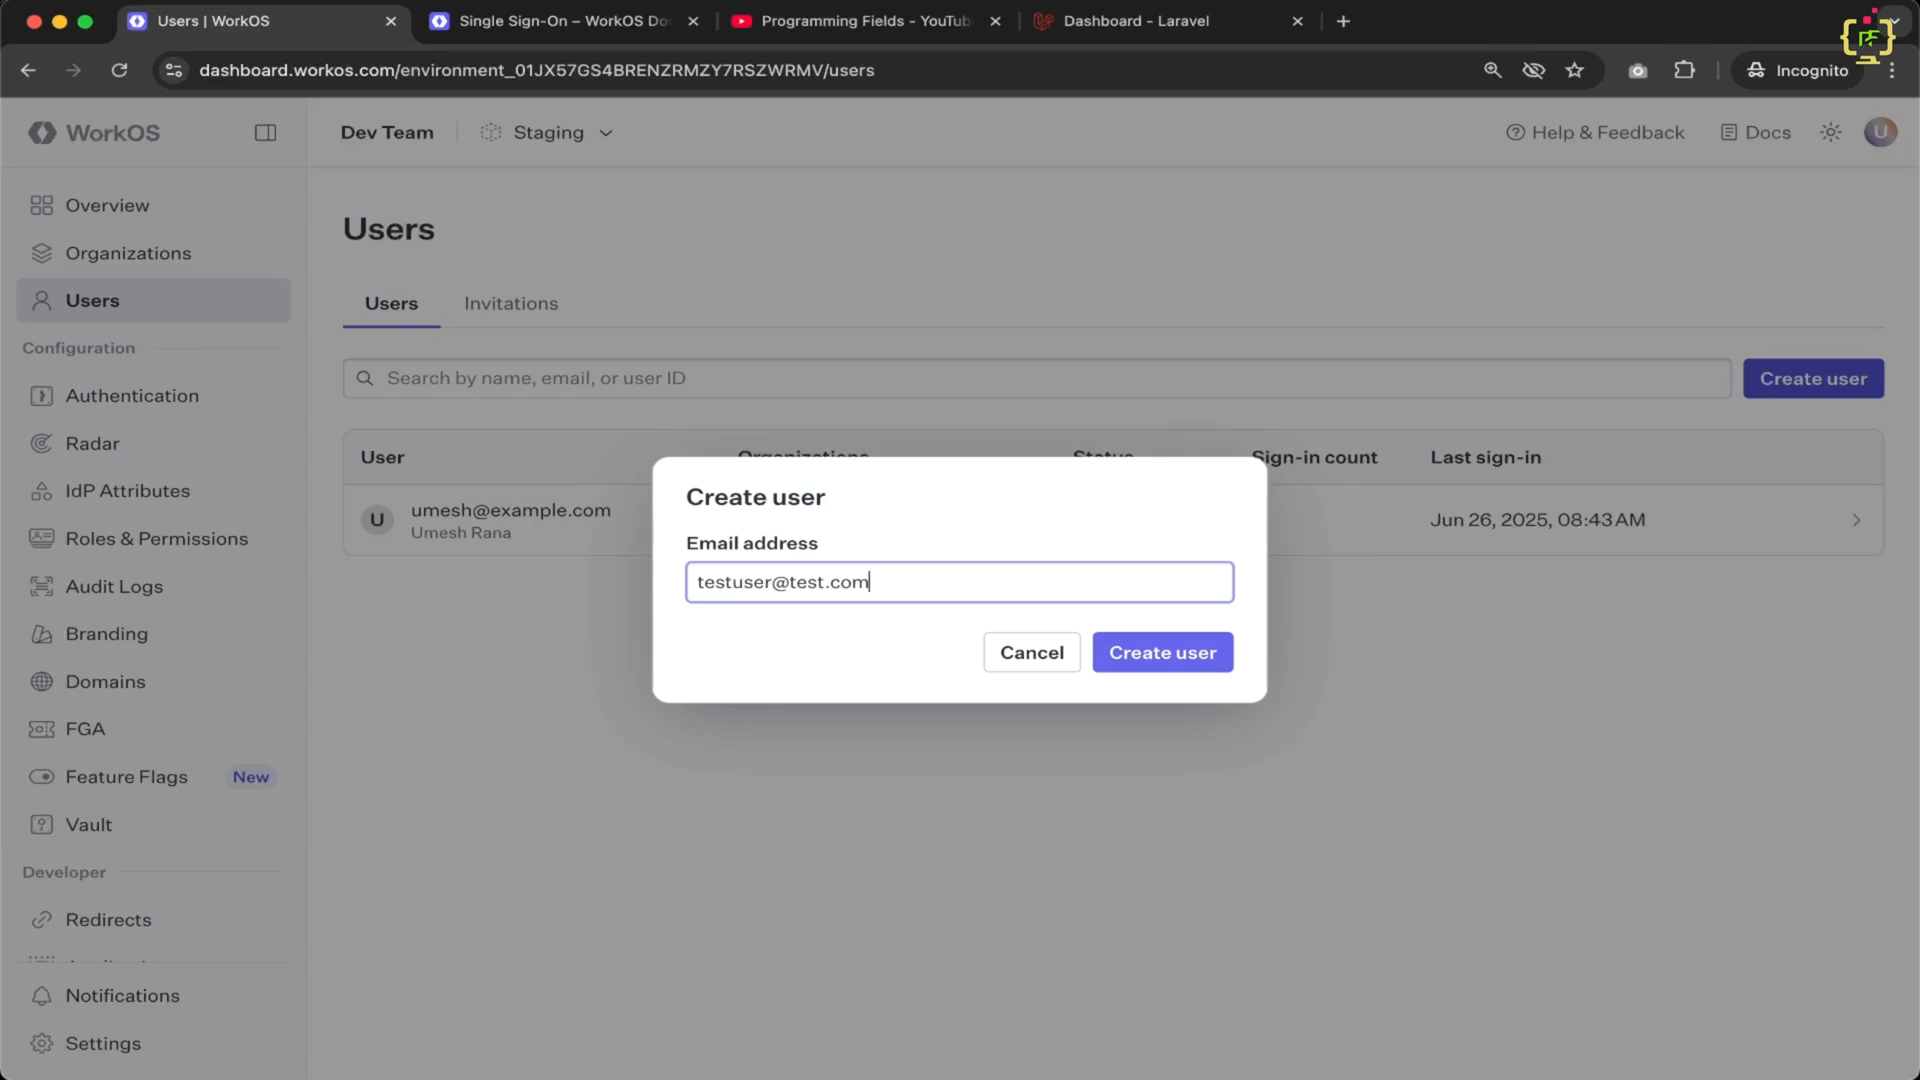 Users | WorkOS
Single Sign-On – WorkOS Do
Programming Fields - YouTub
Dashboard - Laravel
dashboard.workos.com/environment_01JX57GS4BRENZRMZY7RSZWRMV/users
Incognito
WorkOS
Dev Team
Staging
Help & Feedback
Docs
U
Overview
Organizations
Users
Configuration
Authentication
Radar
IdP Attributes
Roles & Permissions
Audit Logs
Branding
Domains
FGA
Feature Flags New
Vault
Developer
Redirects
Notifications
Settings
Users
Users
Invitations
Search by name, email, or user ID
Create user
User
Organizations
Status
Sign-in count
Last sign-in
U
umesh@example.com
Umesh Rana
Jun 26, 2025, 08:43 AM
Create user
Email address
testuser@test.com
Cancel
Create user